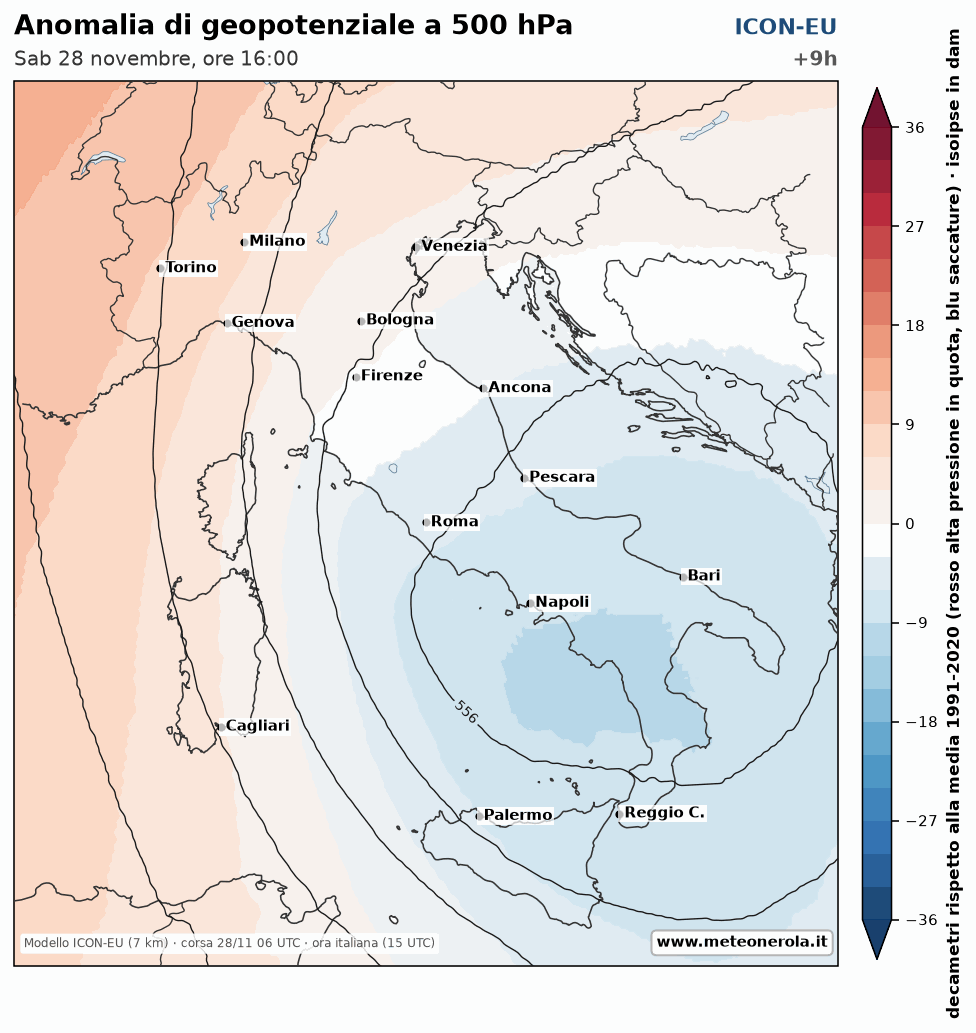 Anomalia di geopotenziale a 500 hPa
ICON-EU
Sab 28 novembre, ore 16:00
+9h
Milano
Venezia
Torino
Genova
Bologna
Firenze
Ancona
Pescara
Roma
Bari
Napoli
556
Cagliari
Palermo
Reggio C.
Modello ICON-EU (7 km) · corsa 28/11 06 UTC · ora italiana (15 UTC)
www.meteonerola.it
36
27
18
9
0
−9
−18
−27
−36
decametri rispetto alla media 1991-2020 (rosso alta pressione in quota, blu saccature) · isoipse in dam